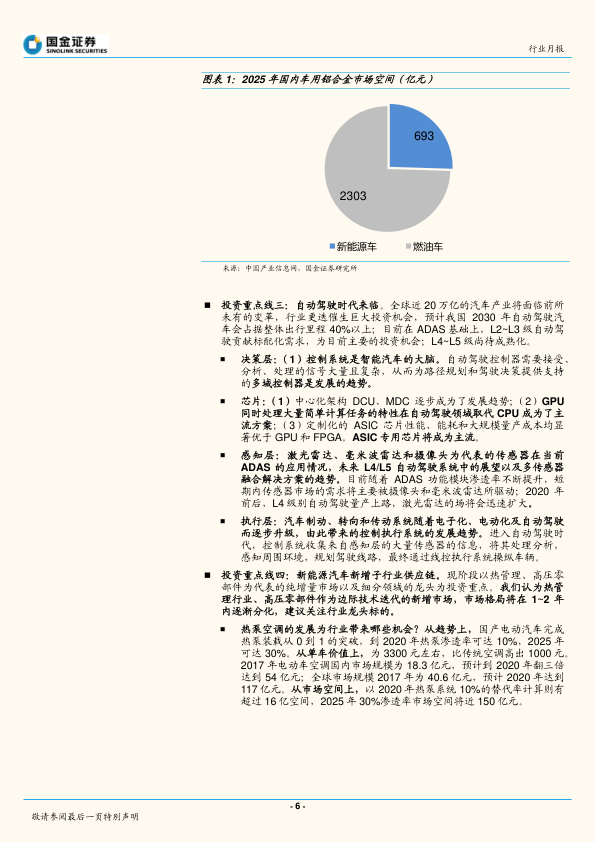 国金证券
SINOLINK SECURITIES
行业月报
图表 1：2025 年国内车用铝合金市场空间（亿元）
693
2303
新能源车 燃油车
来源：中国产业信息网，国金证券研究所
■ 投资重点线三：自动驾驶时代来临。全球近 20 万亿的汽车产业将面临前所
未有的变革，行业更迭催生巨大投资机会，预计我国 2030 年自动驾驶汽
车会占据整体出行里程 40%以上；目前在 ADAS 基础上，L2~L3 级自动驾
驶贡献标配化需求，为目前主要的投资机会；L4~L5 级尚待成熟化。
■ 决策层：（1）控制系统是智能汽车的大脑。自动驾驶控制器需要接受、
分析、处理的信号大量且复杂，从而为路径规划和驾驶决策提供支持
的多域控制器是发展的趋势。
■ 芯片：（1）中心化架构 DCU、MDC 逐步成为了发展趋势；（2）GPU
同时处理大量简单计算任务的特性在自动驾驶领域取代 CPU 成为了主
流方案；（3）定制化的 ASIC 芯片性能、能耗和大规模量产成本均显
著优于 GPU 和 FPGA。ASIC 专用芯片将成为主流。
■ 感知层：激光雷达、毫米波雷达和摄像头为代表的传感器在当前
ADAS 的应用情况，未来 L4/L5 自动驾驶系统中的展望以及多传感器
融合解决方案的趋势。目前随着 ADAS 功能模块渗透率不断提升，短
期内传感器市场的需求将主要被摄像头和毫米波雷达所驱动；2020 年
前后，L4 级别自动驾驶量产上路，激光雷达的市场将会迅速扩大。
■ 执行层：汽车制动、转向和传动系统随着电子化、电动化及自动驾驶
而逐步升级，由此带来的控制执行系统的发展趋势。进入自动驾驶时
代，控制系统收集来自感知层的大量传感器的信息，将其处理分析，
感知周围环境，规划驾驶线路，最终通过线控执行系统操纵车辆。
■ 投资重点线四：新能源汽车新增子行业供应链。现阶段以热管理、高压零
部件为代表的纯增量市场以及细分领域的龙头为投资重点。我们认为热管
理行业、高压零部件作为边际技术迭代的新增市场，市场格局将在 1~2 年
内逐渐分化，建议关注行业龙头标的。
■ 热泵空调的发展为行业带来哪些机会？从趋势上，国产电动汽车完成
热泵装载从 0 到 1 的突破，到 2020 年热泵渗透率可达 10%，2025 年
可达 30%。从单车价值上，为 3300 元左右，比传统空调高出 1000 元。
2017 年电动车空调国内市场规模为 18.3 亿元，预计到 2020 年翻三倍
达到 54 亿元；全球市场规模 2017 年为 40.6 亿元，预计 2020 年达到
117 亿元。从市场空间上，以 2020 年热泵系统 10%的替代率计算则有
超过 16 亿空间，2025 年 30%渗透率市场空间将近 150 亿元。
- 6 -
敬请参阅最后一页特别声明